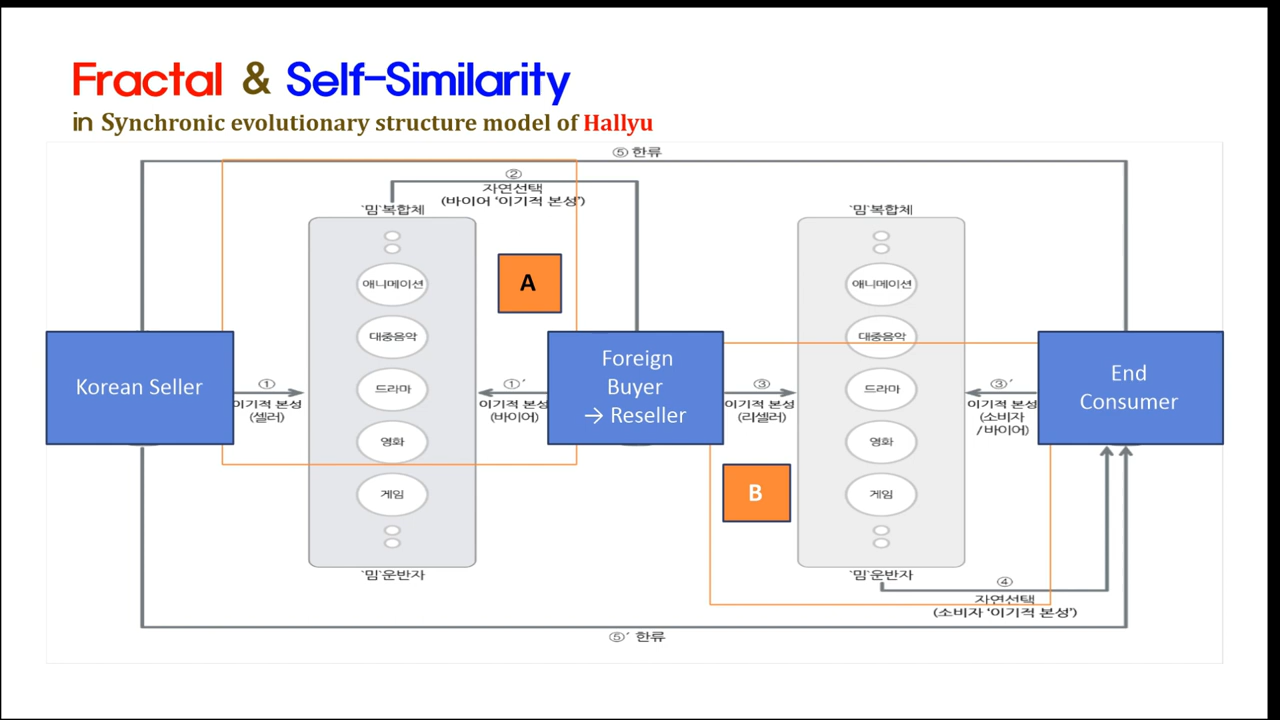 Fractal & Self-Similarity
in Synchronic evolutionary structure model of Hallyu
⑤ 한류
②
자연선택
(바이어 ‘이기적 본성’)
‘밈’복합체
애니메이션
대중음악
드라마
영화
게임
‘밈’운반자
A
‘밈’복합체
애니메이션
대중음악
드라마
영화
게임
‘밈’운반자
Korean Seller
①
이기적 본성
(셀러)
①´
이기적 본성
(바이어)
Foreign
Buyer
→ Reseller
③
이기적 본성
(리셀러)
③´
이기적 본성
(소비자
/바이어)
End
Consumer
B
④
자연선택
(소비자 ‘이기적 본성’)
⑤´ 한류